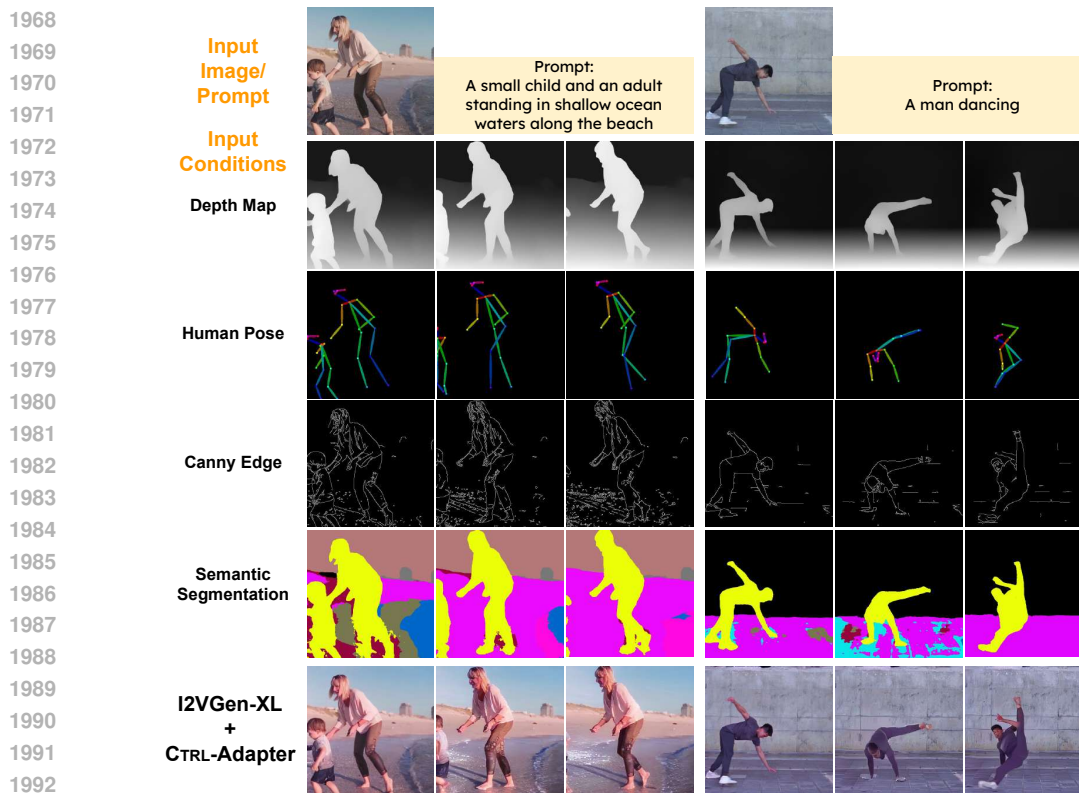 1968
1969
1970
1971
1972
1973
1974
1975
1976
1977
1978
1979
1980
1981
1982
1983
1984
1985
1986
1987
1988
1989
1990
1991
1992
Input
Image/
Prompt
Prompt:
A small child and an adult
standing in shallow ocean
waters along the beach
Prompt:
A man dancing
Input
Conditions
Depth Map
Human Pose
Canny Edge
Semantic
Segmentation
I2VGen-XL
+
CTRL-Adapter